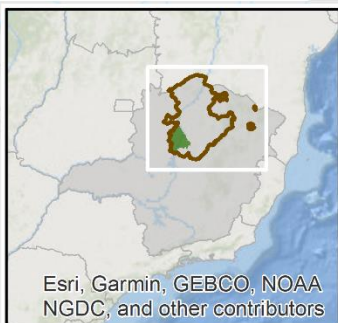 Esri, Garmin, GEBCO, NOAA
NGDC, and other contributors